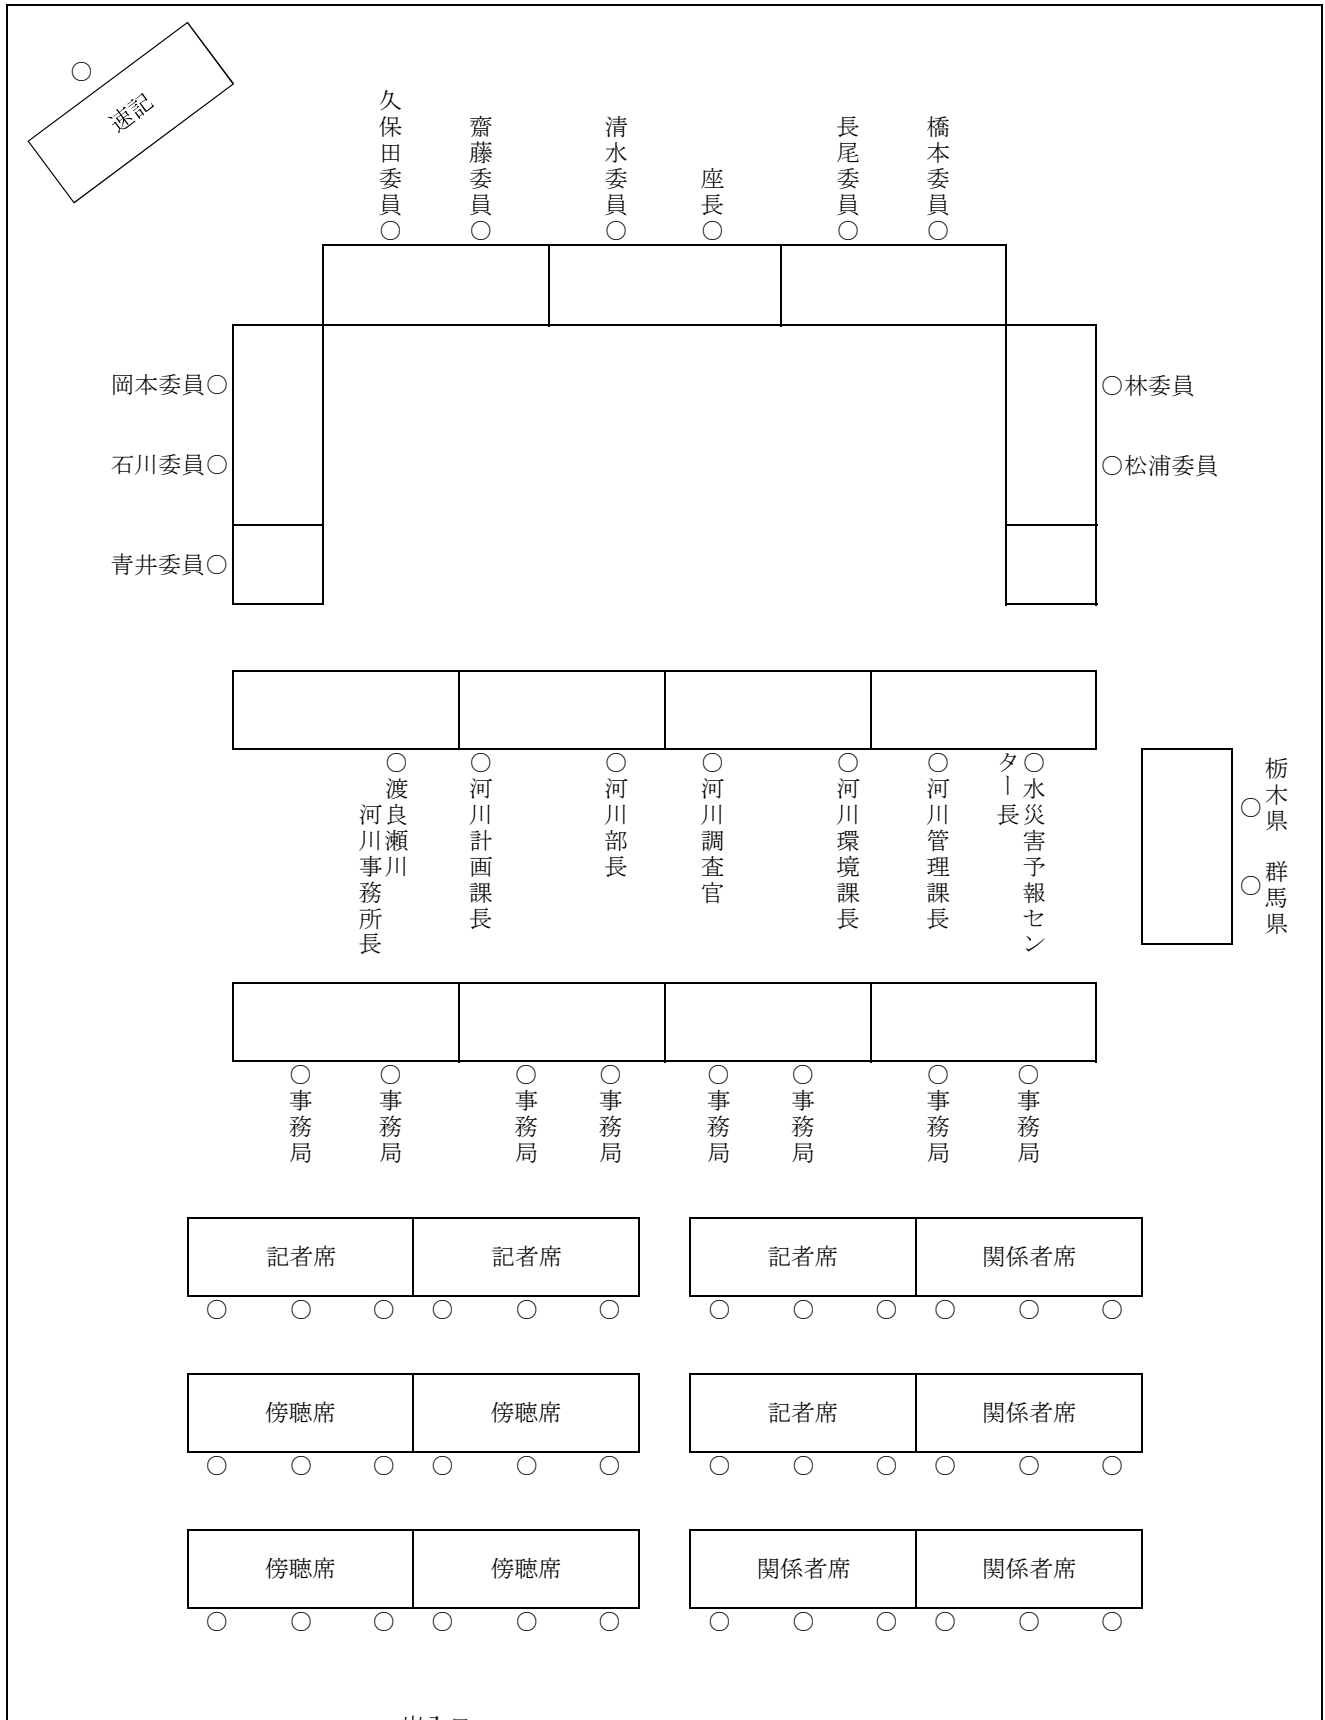 速記
久保田委員○
齋藤委員○
清水委員○
座長○
長尾委員○
橋本委員○
岡本委員○
○林委員
石川委員○
○松浦委員
青井委員○
○渡良瀬川
河川事務所長
○河川計画課長
○河川部長
○河川調査官
○河川環境課長
○河川管理課長
○水災害予報セン
ター長
栃木県
○
群馬県
○
○事務局
○事務局
○事務局
○事務局
○事務局
○事務局
○事務局
○事務局
記者席
記者席
記者席
関係者席
○ ○ ○ ○ ○ ○ ○ ○ ○ ○ ○ ○
傍聴席
傍聴席
記者席
関係者席
○ ○ ○ ○ ○ ○ ○ ○ ○ ○ ○ ○
傍聴席
傍聴席
関係者席
関係者席
○ ○ ○ ○ ○ ○ ○ ○ ○ ○ ○ ○